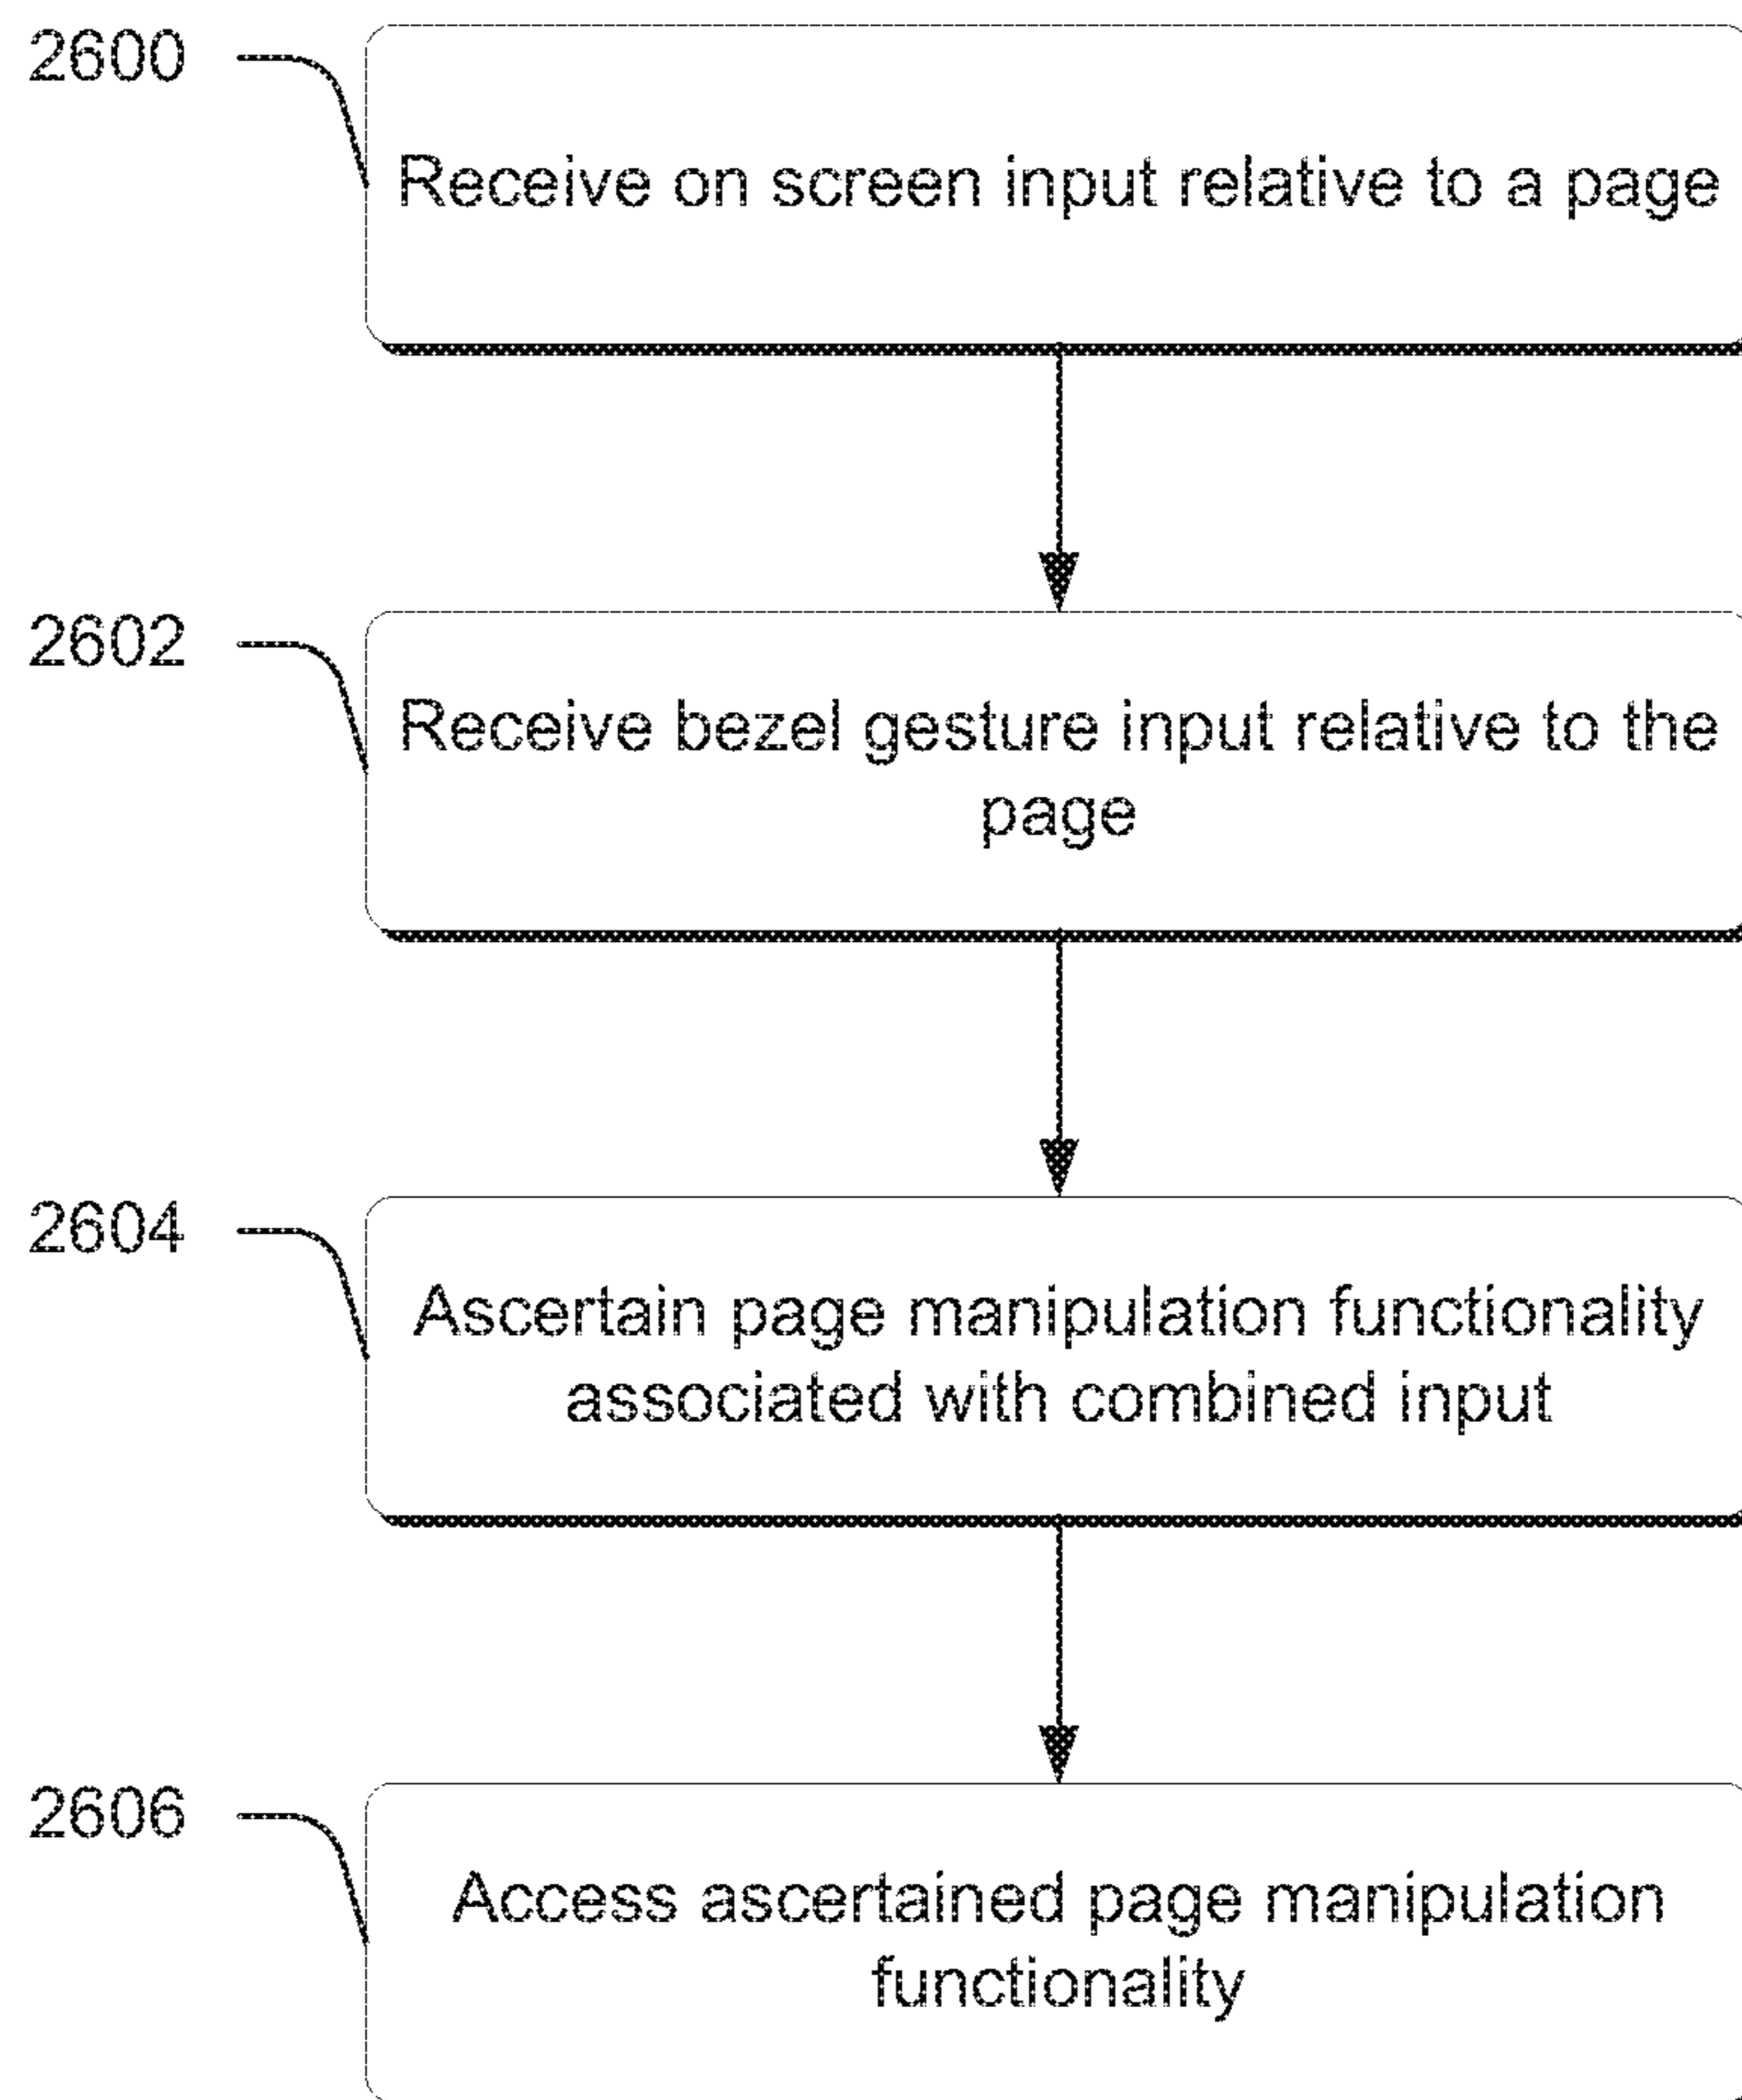 2600
Receive on screen input relative to a page
2602
Receive bezel gesture input relative to the
page
2604
Ascertain page manipulation functionality
associated with combined input
2606
Access ascertained page manipulation
functionality